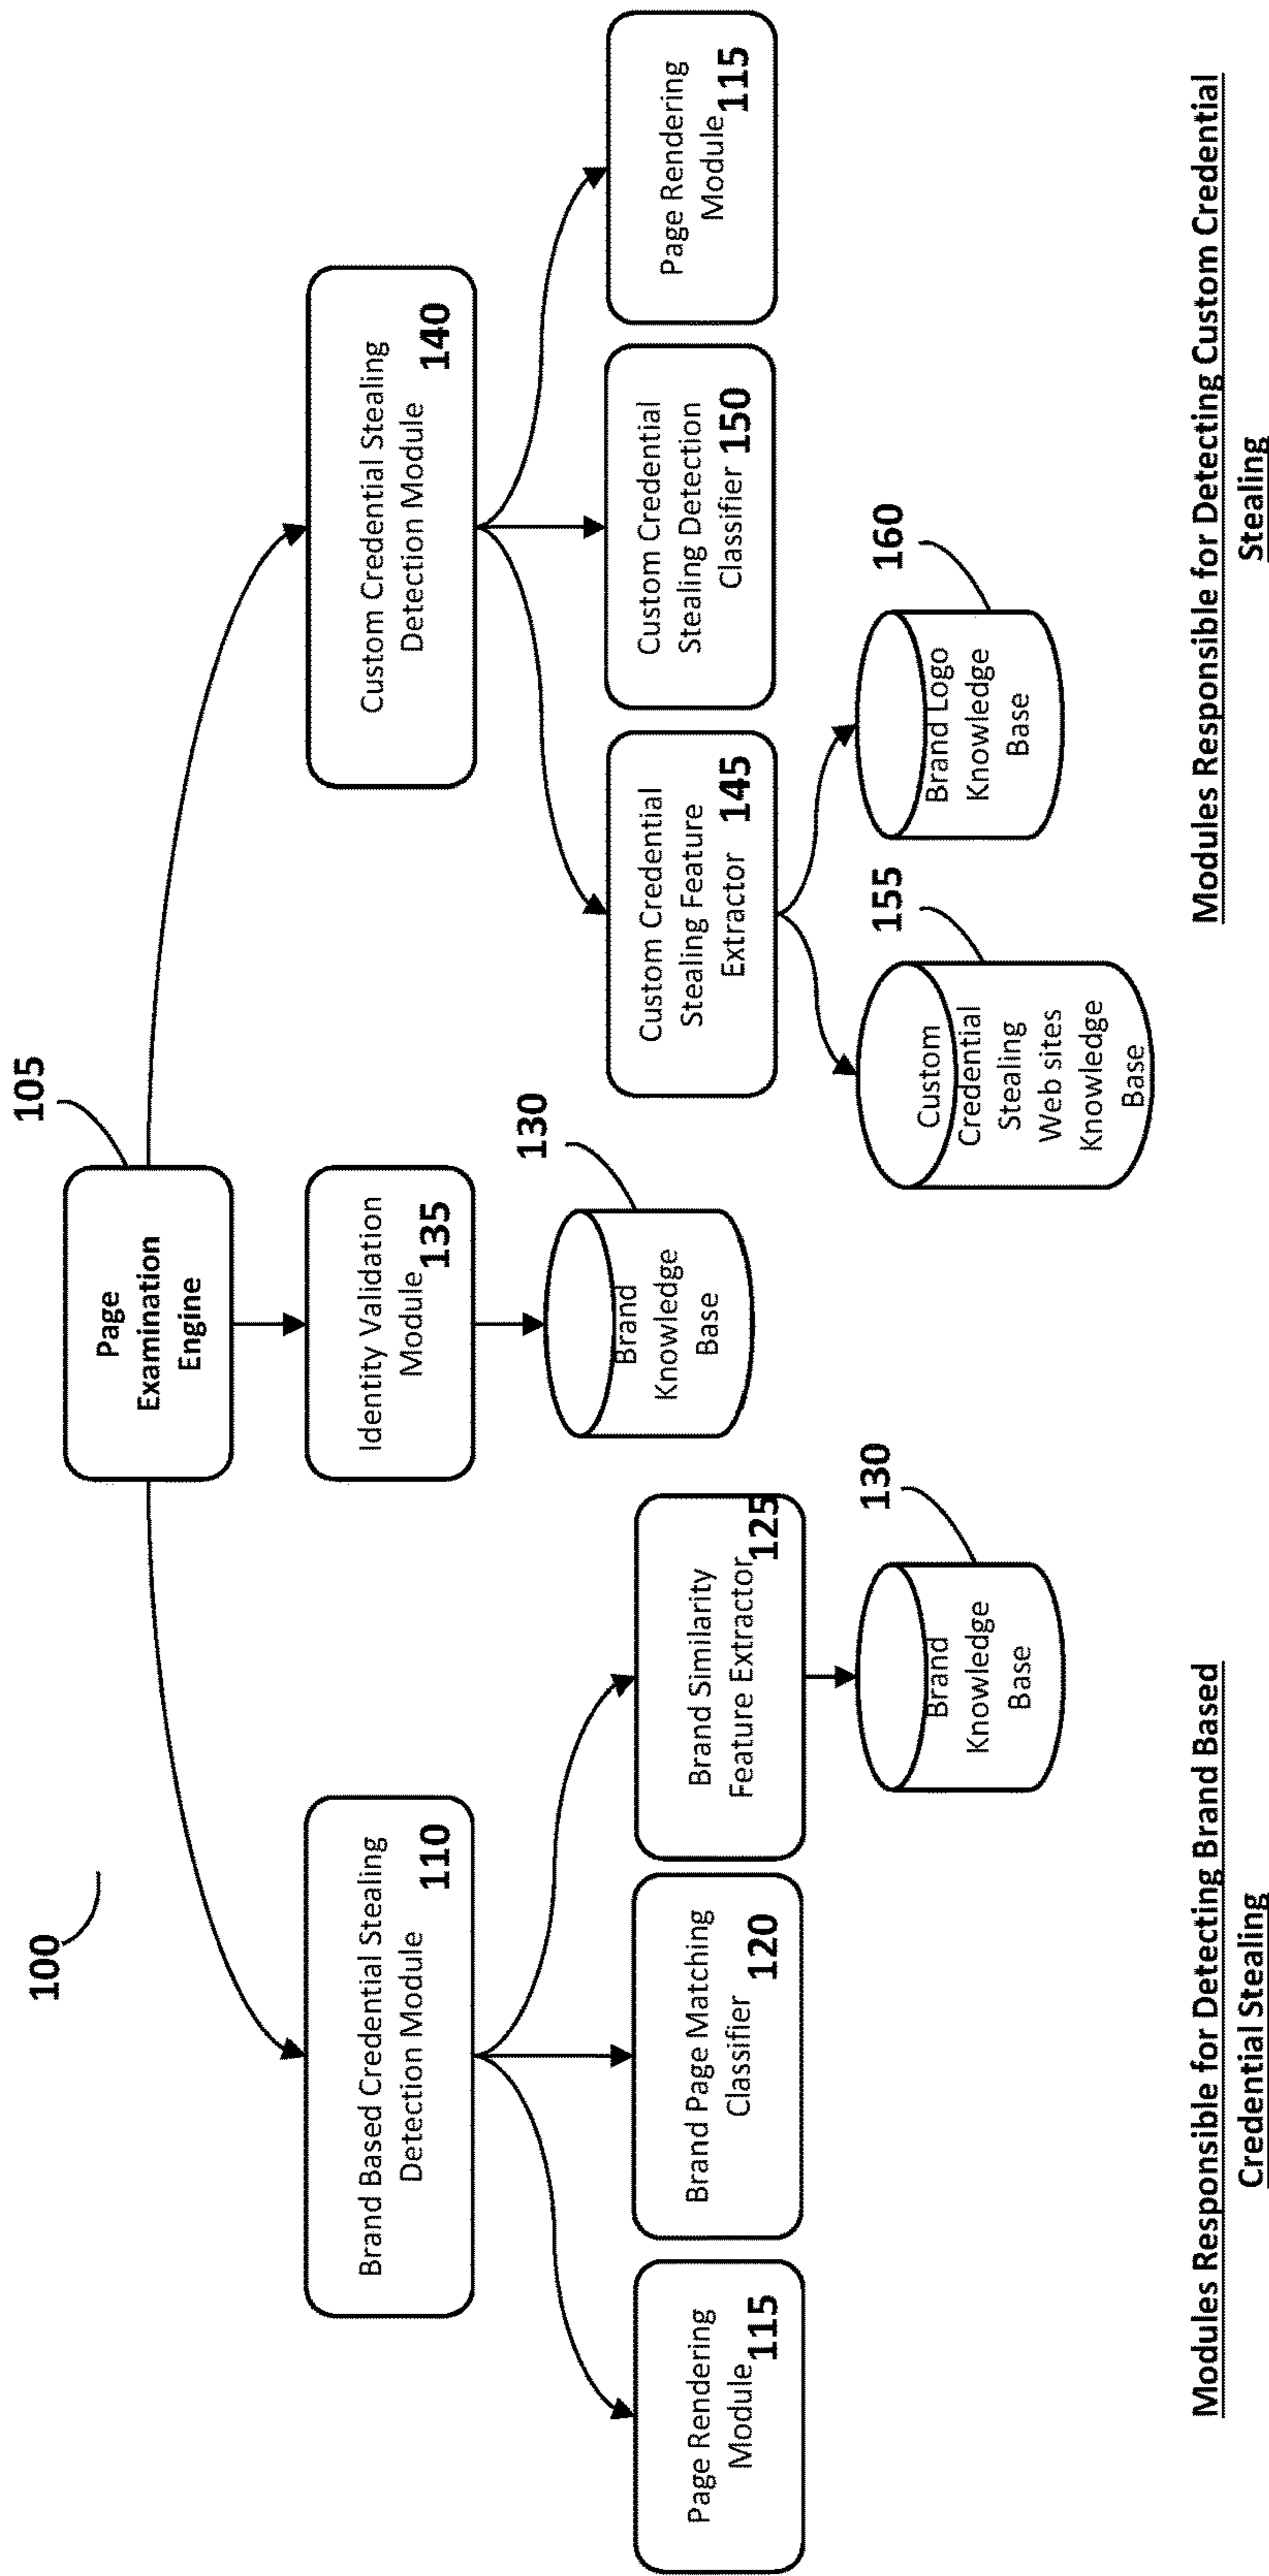 100
105
Page
Examination
Engine
Brand Based Credential Stealing
Detection Module
110
Identity Validation
Module
135
Custom Credential Stealing
Detection Module
140
Page Rendering
Module
115
Brand Page Matching
Classifier
120
Brand Similarity
Feature Extractor
125
130
Brand
Knowledge
Base
130
Brand
Knowledge
Base
Custom Credential
Stealing Feature
Extractor
145
Custom Credential
Stealing Detection
Classifier
150
Page Rendering
Module
115
155
Custom
Credential
Stealing
Web sites
Knowledge
Base
160
Brand Logo
Knowledge
Base
Modules Responsible for Detecting Brand Based
Credential Stealing
Modules Responsible for Detecting Custom Credential
Stealing